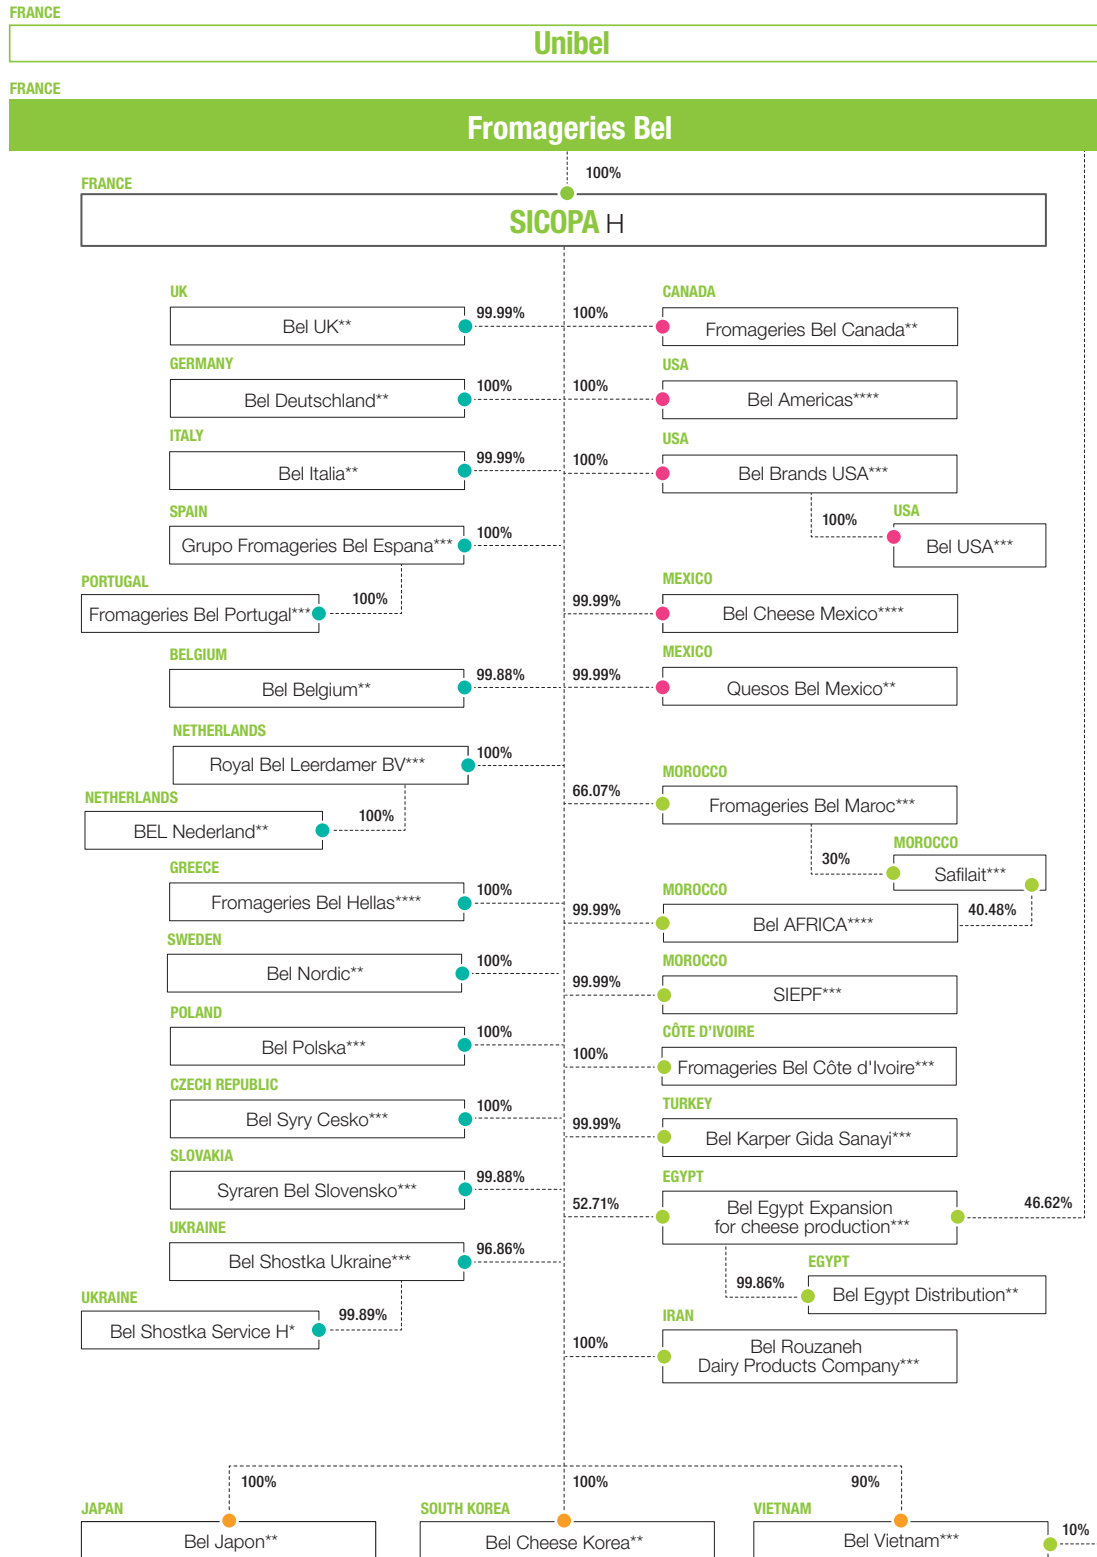 FRANCE
Unibel
FRANCE
Fromageries Bel
100%
FRANCE
SICOPA H
UK
Bel UK**
99.99%
100%
CANADA
Fromageries Bel Canada**
GERMANY
Bel Deutschland**
100%
100%
USA
Bel Americas****
ITALY
Bel Italia**
99.99%
100%
USA
Bel Brands USA***
SPAIN
Grupo Fromageries Bel Espana***
100%
100%
USA
Bel USA***
PORTUGAL
Fromageries Bel Portugal***
100%
99.99%
MEXICO
Bel Cheese Mexico****
BELGIUM
Bel Belgium**
99.88%
99.99%
MEXICO
Quesos Bel Mexico**
NETHERLANDS
Royal Bel Leerdamer BV***
100%
66.07%
MOROCCO
Fromageries Bel Maroc***
NETHERLANDS
BEL Nederland**
100%
30%
MOROCCO
Safilait***
GREECE
Fromageries Bel Hellas****
100%
99.99%
MOROCCO
Bel AFRICA****
40.48%
SWEDEN
Bel Nordic**
100%
99.99%
MOROCCO
SIEPF***
POLAND
Bel Polska***
100%
100%
CÔTE D'IVOIRE
Fromageries Bel Côte d'Ivoire***
CZECH REPUBLIC
Bel Syry Cesko***
100%
99.99%
TURKEY
Bel Karper Gida Sanayi***
SLOVAKIA
Syraren Bel Slovensko***
99.88%
52.71%
EGYPT
Bel Egypt Expansion
for cheese production***
46.62%
UKRAINE
Bel Shostka Ukraine***
96.86%
99.86%
EGYPT
Bel Egypt Distribution**
UKRAINE
Bel Shostka Service H*
99.89%
100%
IRAN
Bel Rouzaneh
Dairy Products Company***
100%
100%
90%
JAPAN
Bel Japon**
SOUTH KOREA
Bel Cheese Korea**
VIETNAM
Bel Vietnam***
10%